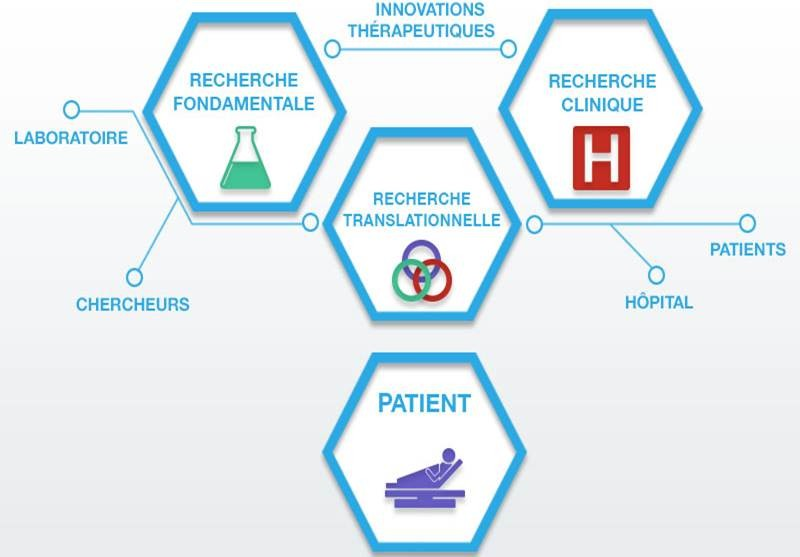 INNOVATIONS
THÉRAPEUTIQUES
RECHERCHE
FONDAMENTALE
RECHERCHE
CLINIQUE
H
LABORATOIRE
RECHERCHE
TRANSLATIONNELLE
PATIENTS
CHERCHEURS
HÔPITAL
PATIENT